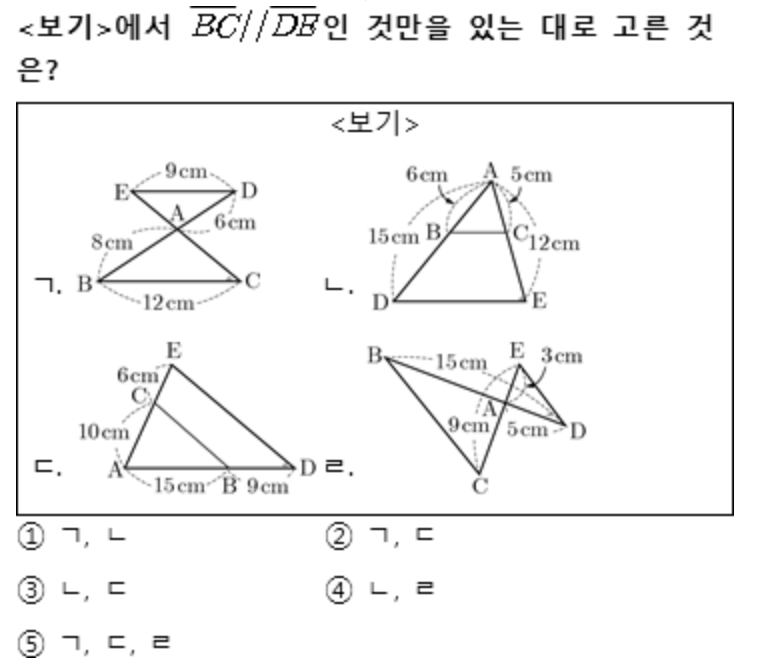 <보기>에서 BC//DE인 것만을 있는 대로 고른 것
은?
<보기>
9cm
E D
A
6cm
8cm
ㄱ. B C
12cm
A
6cm 5cm
15cm B C 12cm
ㄴ. D E
E
6cm
C
10cm
ㄷ. A B D
15cm 9cm
B E 3cm
15cm
A
9cm 5cm D
ㄹ.
C
① ㄱ, ㄴ ② ㄱ, ㄷ
③ ㄴ, ㄷ ④ ㄴ, ㄹ
⑤ ㄱ, ㄷ, ㄹ